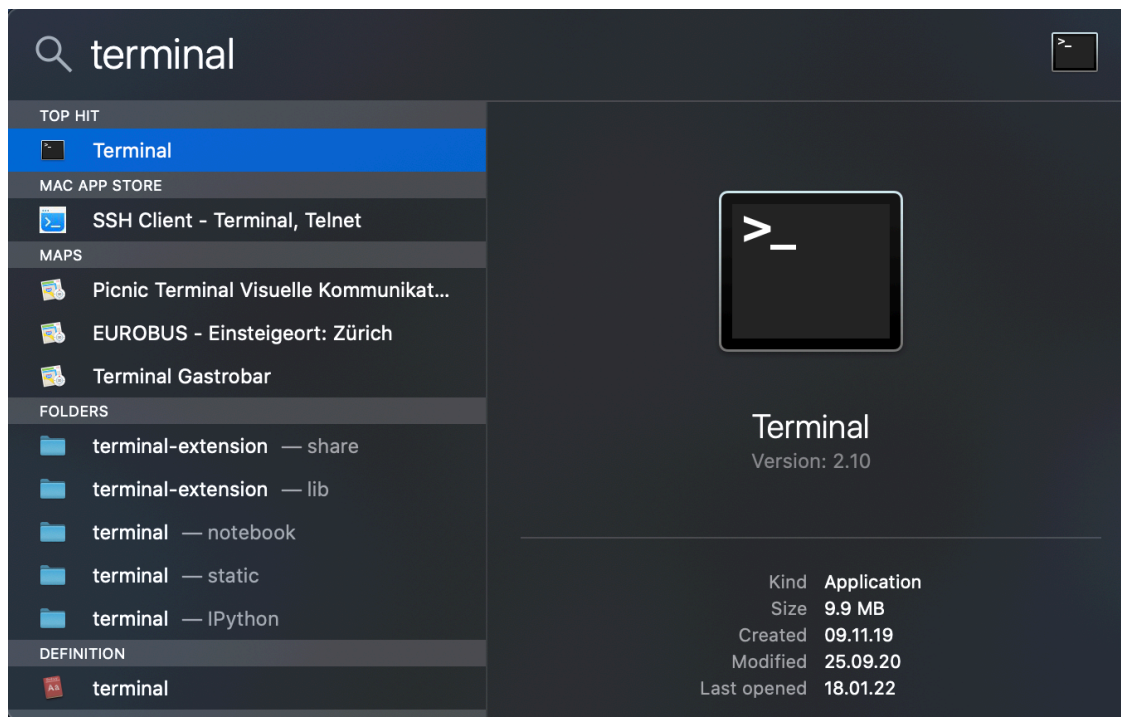 terminal
TOP HIT
Terminal
MAC APP STORE
SSH Client - Terminal, Telnet
MAPS
Picnic Terminal Visuelle Kommunikat...
EUROBUS - Einsteigeort: Zürich
Terminal Gastrobar
FOLDERS
terminal-extension — share
terminal-extension — lib
terminal — notebook
terminal — static
terminal — IPython
DEFINITION
terminal
Terminal
Version: 2.10
Kind Application
Size 9.9 MB
Created 09.11.19
Modified 25.09.20
Last opened 18.01.22